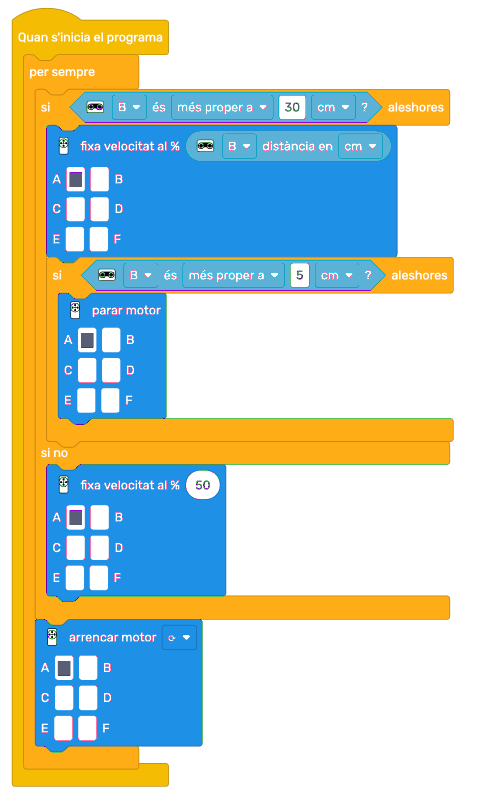 Quan s'inicia el programa
per sempre
si B és més proper a 30 cm ? aleshores
fixa velocitat al % B distància en cm
A B
C D
E F
si B és més proper a 5 cm ? aleshores
parar motor
A B
C D
E F
si no
fixa velocitat al % 50
A B
C D
E F
arrencar motor ⟳
A B
C D
E F